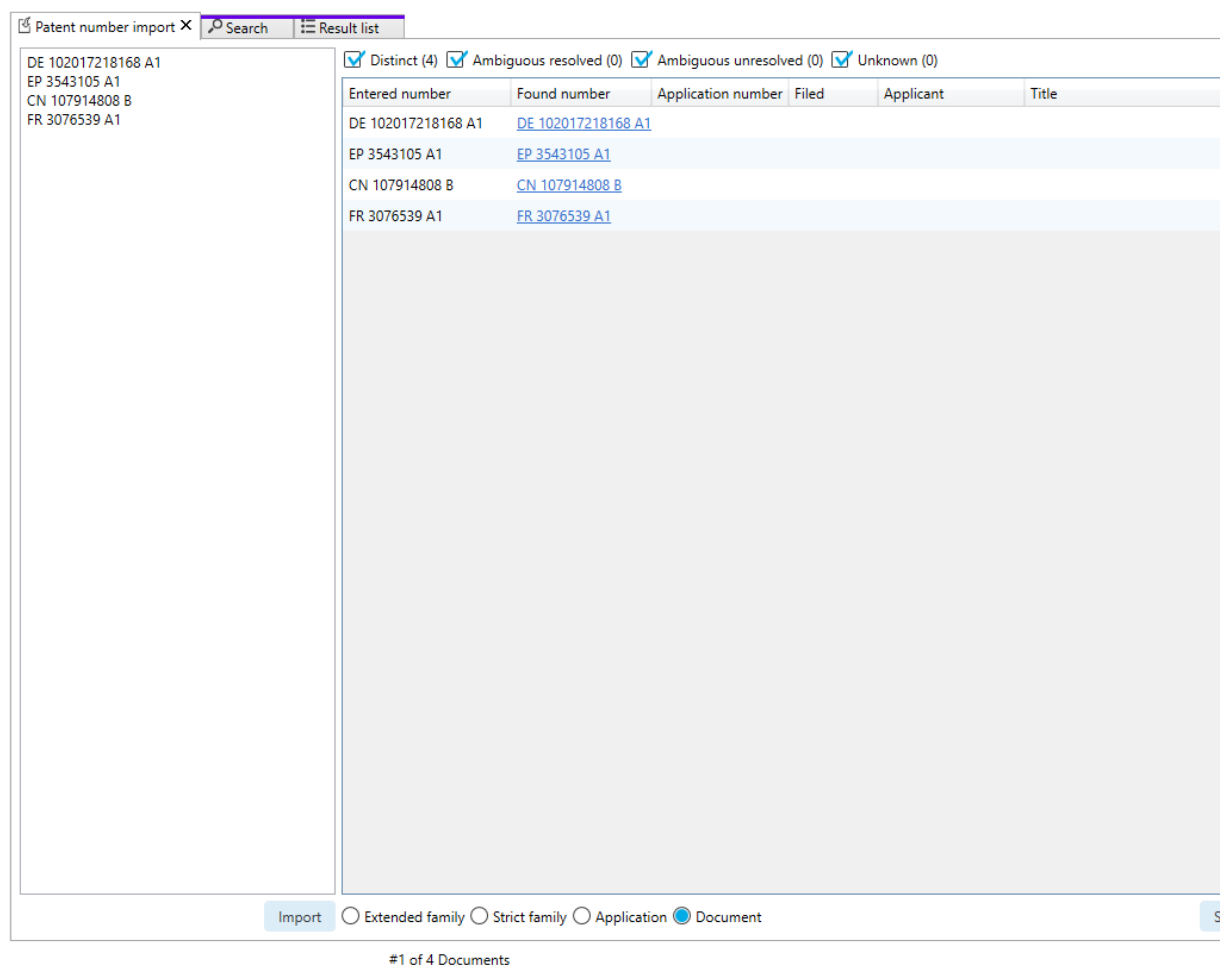 Patent number import Search Result list
DE 102017218168 A1
EP 3543105 A1
CN 107914808 B
FR 3076539 A1
Distinct (4) Ambiguous resolved (0) Ambiguous unresolved (0) Unknown (0)
Entered number Found number Application number Filed Applicant Title
DE 102017218168 A1 DE 102017218168 A1
EP 3543105 A1 EP 3543105 A1
CN 107914808 B CN 107914808 B
FR 3076539 A1 FR 3076539 A1
Import Extended family Strict family Application Document
#1 of 4 Documents